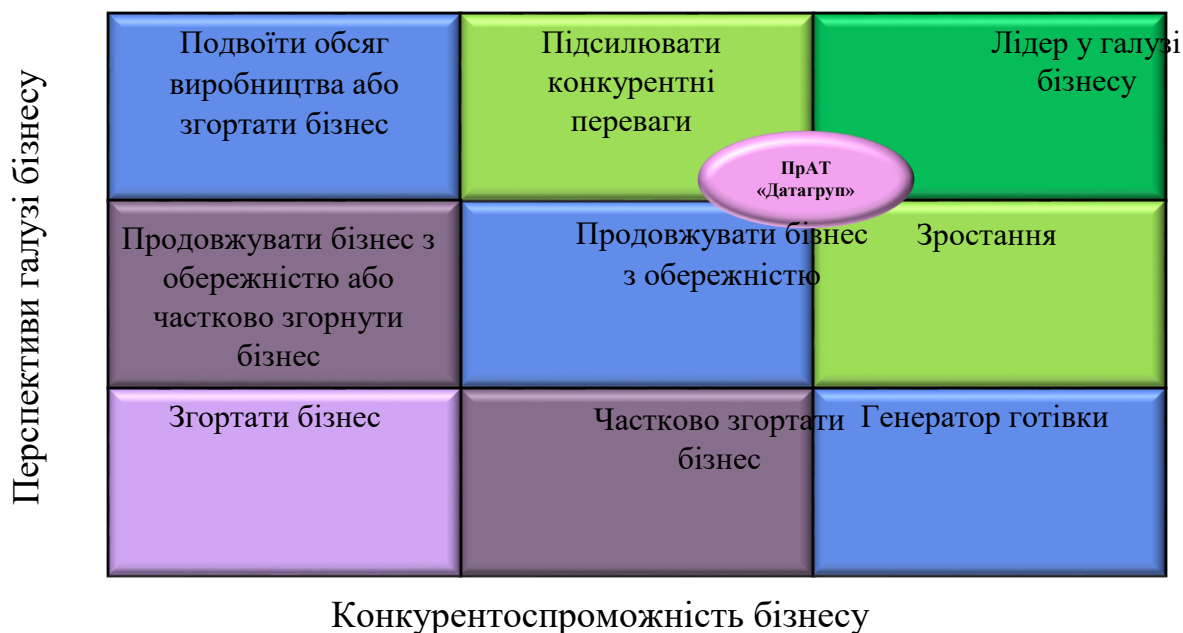 Перспективи галузі бізнесу
Подвоїти обсяг
виробництва або
згортати бізнес
Підсилювати
конкурентні
переваги
Лідер у галузі
бізнесу
ПрАТ
«Датагруп»
Продовжувати бізнес з
обережністю або
частково згорнути
бізнес
Продовжувати бізнес
з обережністю
Зростання
Згортати бізнес
Частково згортати
бізнес
Генератор готівки
Конкурентоспроможність бізнесу